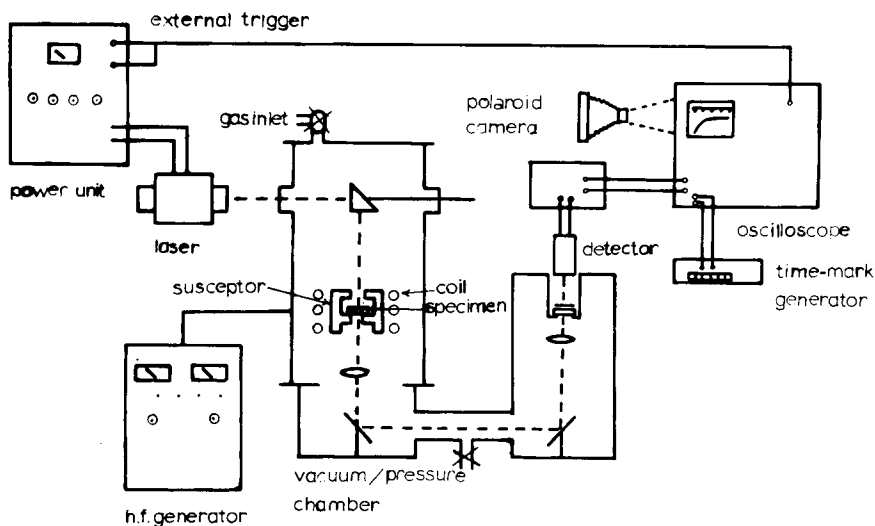 external trigger
gas inlet
polaroid
camera
power unit
laser
detector
oscilloscope
time-mark
generator
susceptor
coil
specimen
vacuum/pressure
chamber
h.f. generator